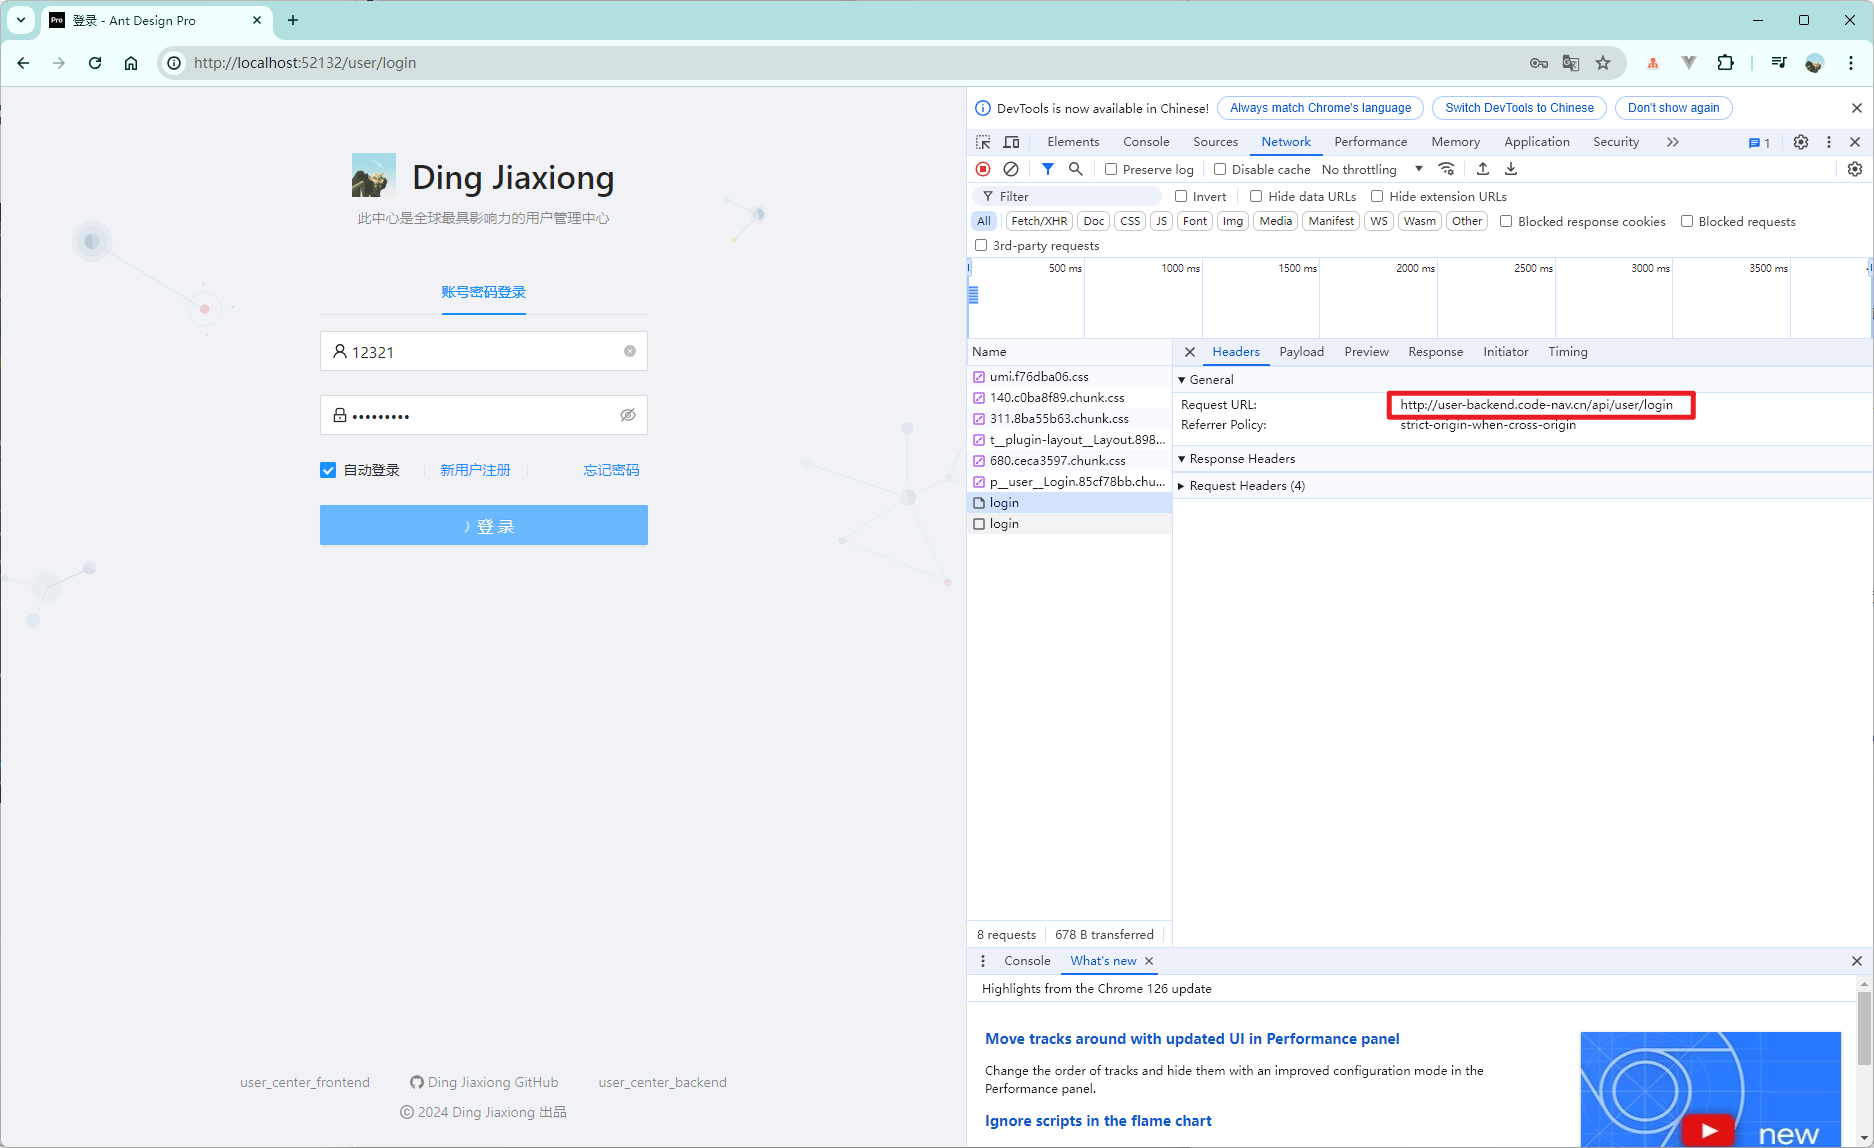 Pro 登录 - Ant Design Pro
http://localhost:52132/user/login
Ding Jiaxiong
此中心是全球最具影响力的用户管理中心
账号密码登录
12321
•••••••••
自动登录 新用户注册 忘记密码
登 录
user_center_frontend Ding Jiaxiong GitHub user_center_backend
© 2024 Ding Jiaxiong 出品
DevTools is now available in Chinese! Always match Chrome's language Switch DevTools to Chinese Don't show again
Elements Console Sources Network Performance Memory Application Security 1
Preserve log Disable cache No throttling
Filter Invert Hide data URLs Hide extension URLs
All Fetch/XHR Doc CSS JS Font Img Media Manifest WS Wasm Other Blocked response cookies Blocked requests
3rd-party requests
500 ms 1000 ms 1500 ms 2000 ms 2500 ms 3000 ms 3500 ms
Name
umi.f76dba06.css
140.c0ba8f89.chunk.css
311.8ba55b63.chunk.css
t__plugin-layout__Layout.898...
680.ceca3597.chunk.css
p__user__Login.85cf78bb.chu...
login
login
8 requests 678 B transferred
Headers Payload Preview Response Initiator Timing
General
Request URL: http://user-backend.code-nav.cn/api/user/login
Referrer Policy: strict-origin-when-cross-origin
Response Headers
Request Headers (4)
Console What's new
Highlights from the Chrome 126 update
Move tracks around with updated UI in Performance panel
Change the order of tracks and hide them with an improved configuration mode in the
Performance panel.
Ignore scripts in the flame chart
new